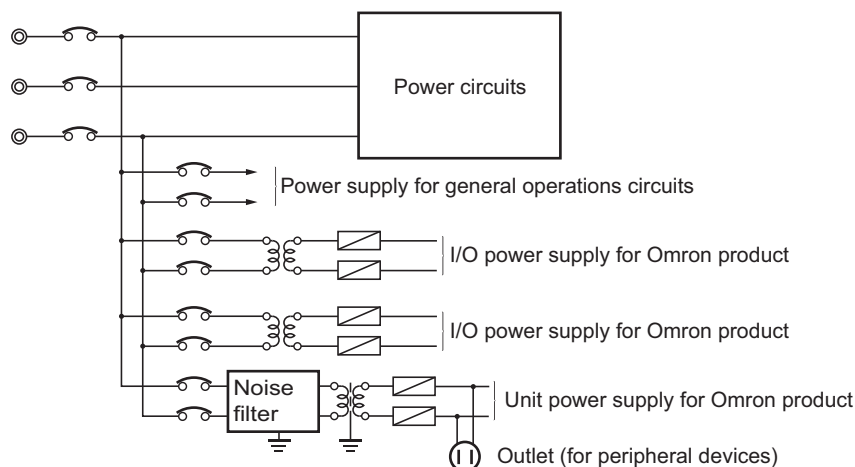 Power circuits
Power supply for general operations circuits
I/O power supply for Omron product
I/O power supply for Omron product
Noise
filter
Unit power supply for Omron product
Outlet (for peripheral devices)